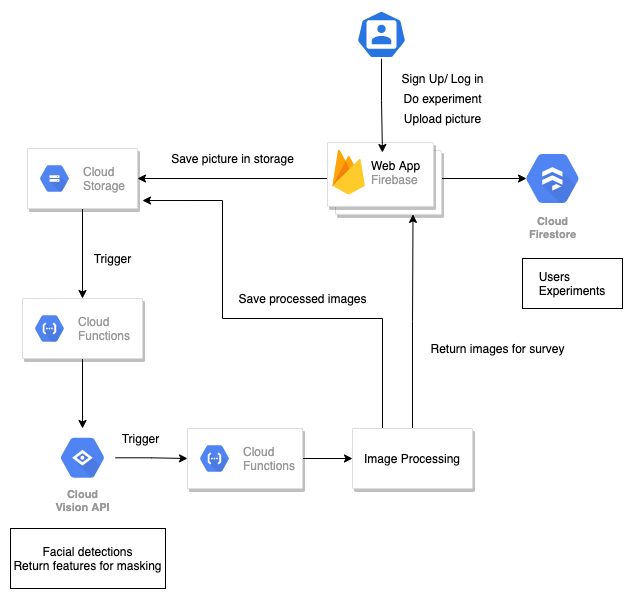 Sign Up/ Log in
Do experiment
Upload picture
Save picture in storage
Web App
Firebase
Cloud
Storage
Cloud
Firestore
Trigger
Users
Experiments
Save processed images
Cloud
Functions
Return images for survey
Trigger
Cloud
Functions
Image Processing
Cloud
Vision API
Facial detections
Return features for masking